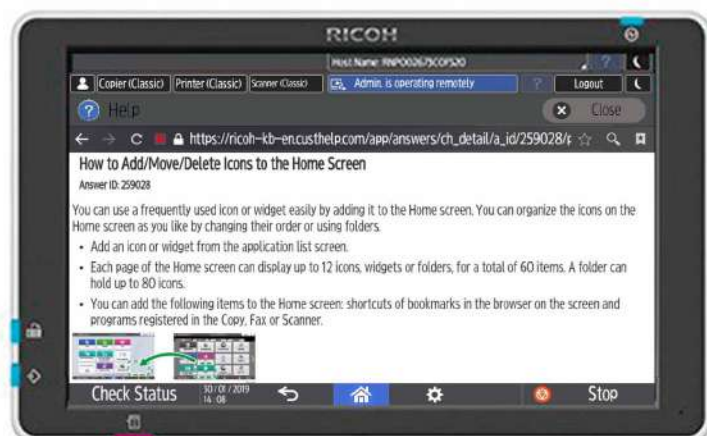 RICOH
Host Name: RNP002673C0F520
?
Copier (Classic) Printer (Classic) Scanner (Classic) Admin. is operating remotely ? Logout
? Help Close
https://ricoh-kb-en.custhelp.com/app/answers/ch_detail/a_id/259028/
How to Add/Move/Delete Icons to the Home Screen
Answer ID: 259028
You can use a frequently used icon or widget easily by adding it to the Home screen. You can organize the icons on the
Home screen as you like by changing their order or using folders.
• Add an icon or widget from the application list screen.
• Each page of the Home screen can display up to 12 icons, widgets or folders, for a total of 60 items. A folder can
hold up to 80 icons.
• You can add the following items to the Home screen: shortcuts of bookmarks in the browser on the screen and
programs registered in the Copy, Fax or Scanner.
Check Status 30/01/2019 Stop
14:08